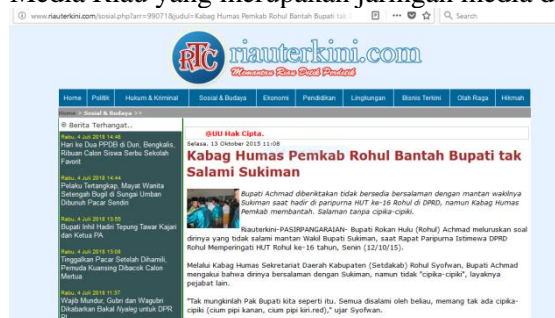 Media Riau yang merupakan jaringan media d
www.riauterkini.com/sosial.php?arr=99071&judul=Kabag Humas Pemkab Rohul Bantah Bupati tak
Search
RTC riauterkini.com
Memantau Riau Detik Perdetik
Home Politik Hukum & Kriminal Sosial & Budaya Ekonomi Pendidikan Lingkungan Bisnis Terkini Olah Raga Hikmah
Home > Sosial & Budaya >>
Berita Terhangat..
Rabu, 4 Juli 2018 14:48
Hari ke Dua PPDB di Duri, Bengkalis,
Ribuan Calon Siswa Serbu Sekolah
Favorit
Rabu, 4 Juli 2018 14:44
Pelaku Tertangkap, Mayat Wanita
Setengah Bugil di Sungai Umban
Dibunuh Pacar Sendiri
Rabu, 4 Juli 2018 13:55
Bupati Inhil Hadiri Tepung Tawar Kajari
dan Ketua PA
Rabu, 4 Juli 2018 13:08
Tinggalkan Pacar Setelah Dihamili,
Pemuda Kuansing Dibacok Calon
Mertua
Rabu, 4 Juli 2018 11:37
Wajib Mundur, Gubri dan Wagubri
Dikabarkan Bakal Nyaleg untuk DPR
RI
@UU Hak Cipta.
Selasa, 13 Oktober 2015 11:08
Kabag Humas Pemkab Rohul Bantah Bupati tak
Salami Sukiman
Bupati Achmad diberitakan tidak bersedia bersalaman dengan mantan wakilnya
Sukiman saat hadir di paripurna HUT ke-16 Rohul di DPRD, namun Kabag Humas
Pemkab membantah. Salaman tanpa cipika-cipiki.
Riauterkini-PASIRPANGARAIAN- Bupati Rokan Hulu (Rohul) Achmad meluruskan soal
dirinya yang tidak salami mantan Wakil Bupati Sukiman, saat Rapat Paripurna Istimewa DPRD
Rohul Memperingati HUT Rohul ke-16 tahun, Senin (12/10/15).
Melalui Kabag Humas Sekretariat Daerah Kabupaten (Setdakab) Rohul Syofwan, Bupati Achmad
mengakui bahwa dirinya bersalaman dengan Sukiman, namun tidak "cipika-cipiki", layaknya
pejabat lain.
"Tak mungkinlah Pak Bupati kita seperti itu. Semua disalami oleh beliau, memang tak ada cipika-
cipiki (cium pipi kanan, cium pipi kiri.red)," ujar Syofwan.